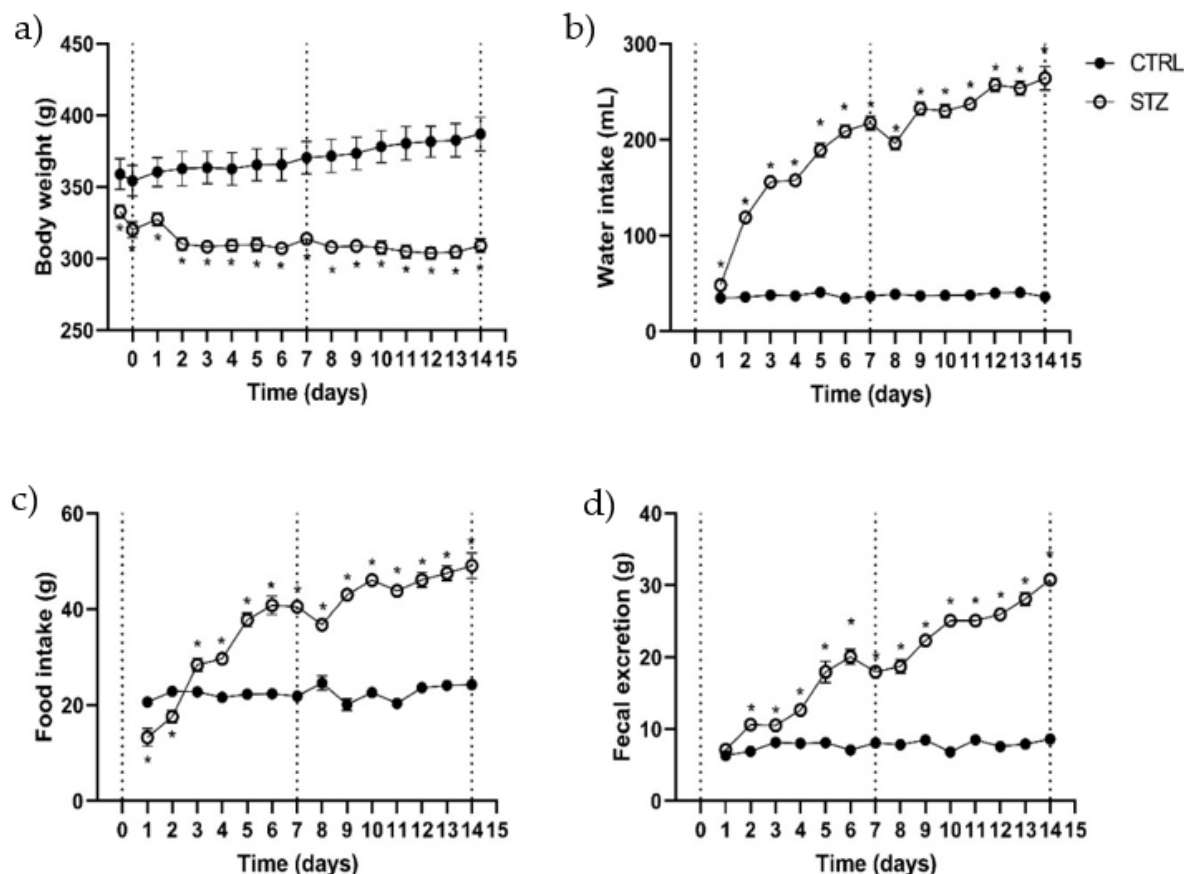 a)
450
400
350
300
250
Body weight (g)
0 1 2 3 4 5 6 7 8 9 10 11 12 13 14 15
Time (days)
* * * * * * * * * * * * * * * *
b)
300
200
100
0
Water intake (mL)
0 1 2 3 4 5 6 7 8 9 10 11 12 13 14 15
Time (days)
* * * * * * * * * * * * * *
CTRL
STZ
c)
60
40
20
0
Food intake (g)
0 1 2 3 4 5 6 7 8 9 10 11 12 13 14 15
Time (days)
* * * * * * * * * * * * * *
d)
40
30
20
10
0
Fecal excretion (g)
0 1 2 3 4 5 6 7 8 9 10 11 12 13 14 15
Time (days)
* * * * * * * * * * * * *